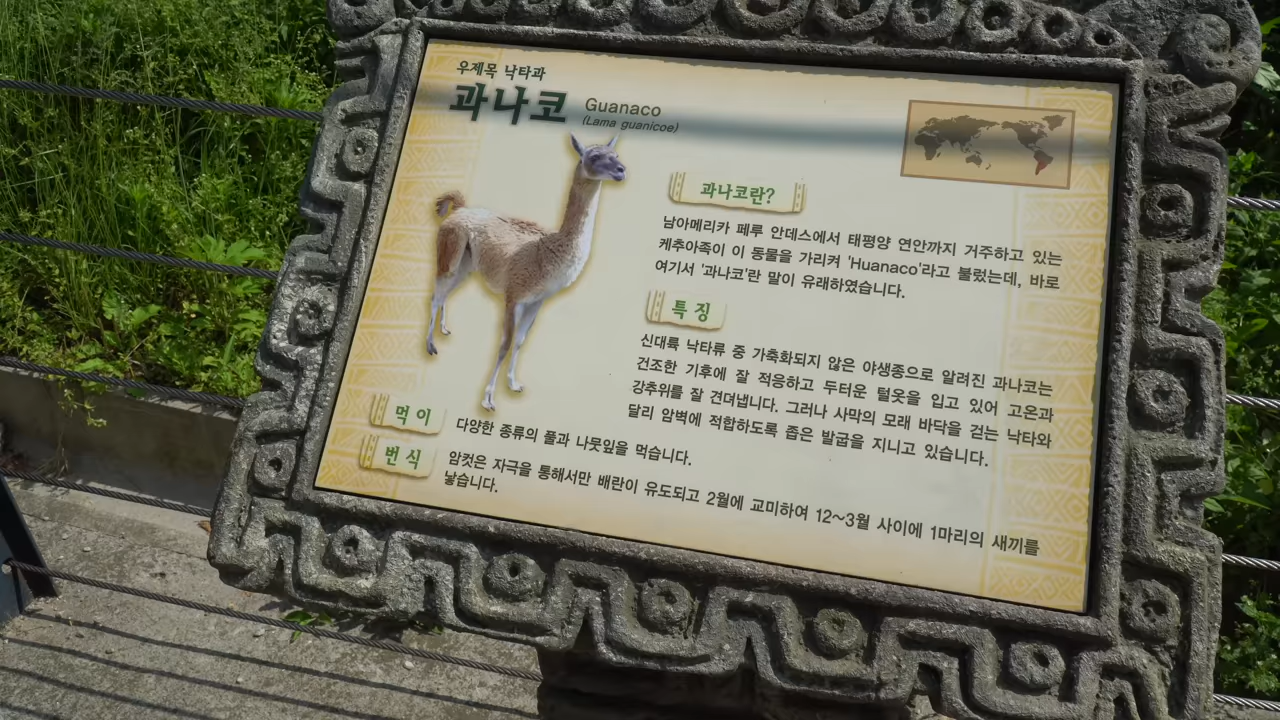 우제목 낙타과
과나코 Guanaco
(Lama guanicoe)
과나코란?
남아메리카 페루 안데스에서 태평양 연안까지 거주하고 있는
케추아족이 이 동물을 가리켜 'Huanaco'라고 불렀는데, 바로
여기서 '과나코'란 말이 유래하였습니다.
특징
신대륙 낙타류 중 가축화되지 않은 야생종으로 알려진 과나코는
건조한 기후에 잘 적응하고 두터운 털옷을 입고 있어 고온과
강추위를 잘 견뎌냅니다. 그러나 사막의 모래 바닥을 걷는 낙타와
달리 암벽에 적합하도록 좁은 발굽을 지니고 있습니다.
먹이
다양한 종류의 풀과 나뭇잎을 먹습니다.
번식
암컷은 자극을 통해서만 배란이 유도되고 2월에 교미하여 12~3월 사이에 1마리의 새끼를
낳습니다.